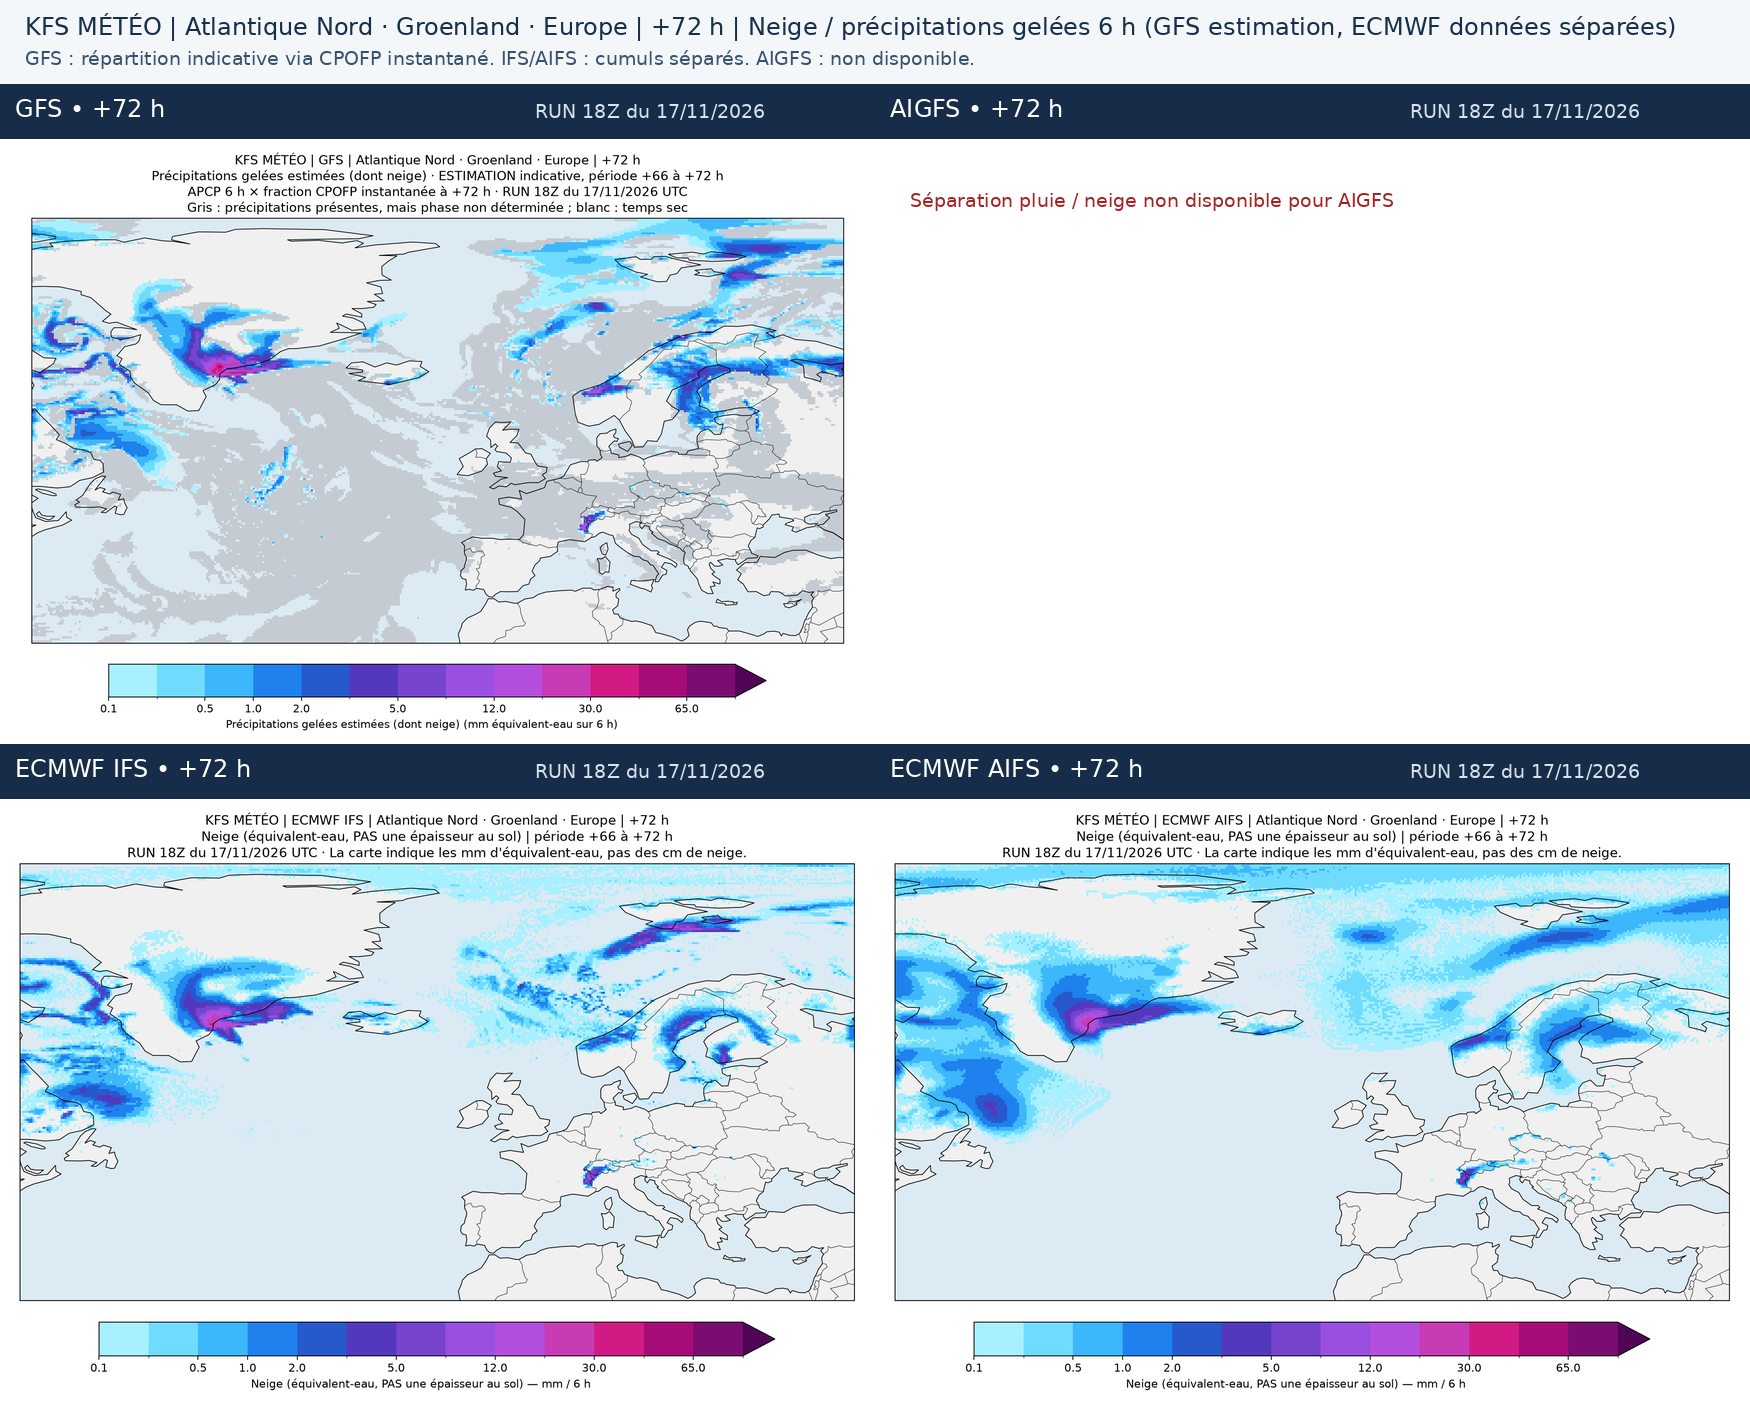 KFS MÉTÉO | Atlantique Nord · Groenland · Europe | +72 h | Neige / précipitations gelées 6 h (GFS estimation, ECMWF données séparées)
GFS : répartition indicative via CPOFP instantané. IFS/AIFS : cumuls séparés. AIGFS : non disponible.
GFS • +72 h RUN 18Z du 17/11/2026
KFS MÉTÉO | GFS | Atlantique Nord · Groenland · Europe | +72 h
Précipitations gelées estimées (dont neige) · ESTIMATION indicative, période +66 à +72 h
APCP 6 h × fraction CPOFP instantanée à +72 h · RUN 18Z du 17/11/2026 UTC
Gris : précipitations présentes, mais phase non déterminée ; blanc : temps sec
0.1 0.5 1.0 2.0 5.0 12.0 30.0 65.0
Précipitations gelées estimées (dont neige) (mm équivalent-eau sur 6 h)
AIGFS • +72 h RUN 18Z du 17/11/2026
Séparation pluie / neige non disponible pour AIGFS
ECMWF IFS • +72 h RUN 18Z du 17/11/2026
KFS MÉTÉO | ECMWF IFS | Atlantique Nord · Groenland · Europe | +72 h
Neige (équivalent-eau, PAS une épaisseur au sol) | période +66 à +72 h
RUN 18Z du 17/11/2026 UTC · La carte indique les mm d'équivalent-eau, pas des cm de neige.
0.1 0.5 1.0 2.0 5.0 12.0 30.0 65.0
Neige (équivalent-eau, PAS une épaisseur au sol) — mm / 6 h
ECMWF AIFS • +72 h RUN 18Z du 17/11/2026
KFS MÉTÉO | ECMWF AIFS | Atlantique Nord · Groenland · Europe | +72 h
Neige (équivalent-eau, PAS une épaisseur au sol) | période +66 à +72 h
RUN 18Z du 17/11/2026 UTC · La carte indique les mm d'équivalent-eau, pas des cm de neige.
0.1 0.5 1.0 2.0 5.0 12.0 30.0 65.0
Neige (équivalent-eau, PAS une épaisseur au sol) — mm / 6 h